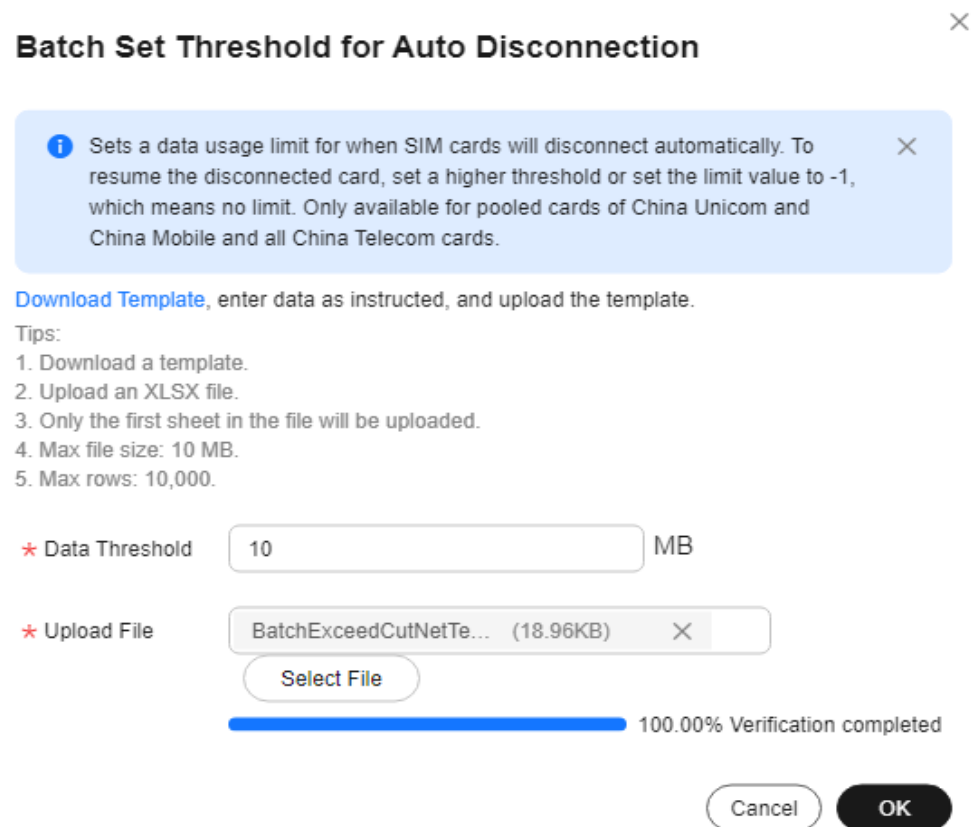 Batch Set Threshold for Auto Disconnection
Sets a data usage limit for when SIM cards will disconnect automatically. To
resume the disconnected card, set a higher threshold or set the limit value to -1,
which means no limit. Only available for pooled cards of China Unicom and
China Mobile and all China Telecom cards.
Download Template, enter data as instructed, and upload the template.
Tips:
1. Download a template.
2. Upload an XLSX file.
3. Only the first sheet in the file will be uploaded.
4. Max file size: 10 MB.
5. Max rows: 10,000.
* Data Threshold 10 MB
* Upload File BatchExceedCutNetTe... (18.96KB)
Select File
100.00% Verification completed
Cancel OK